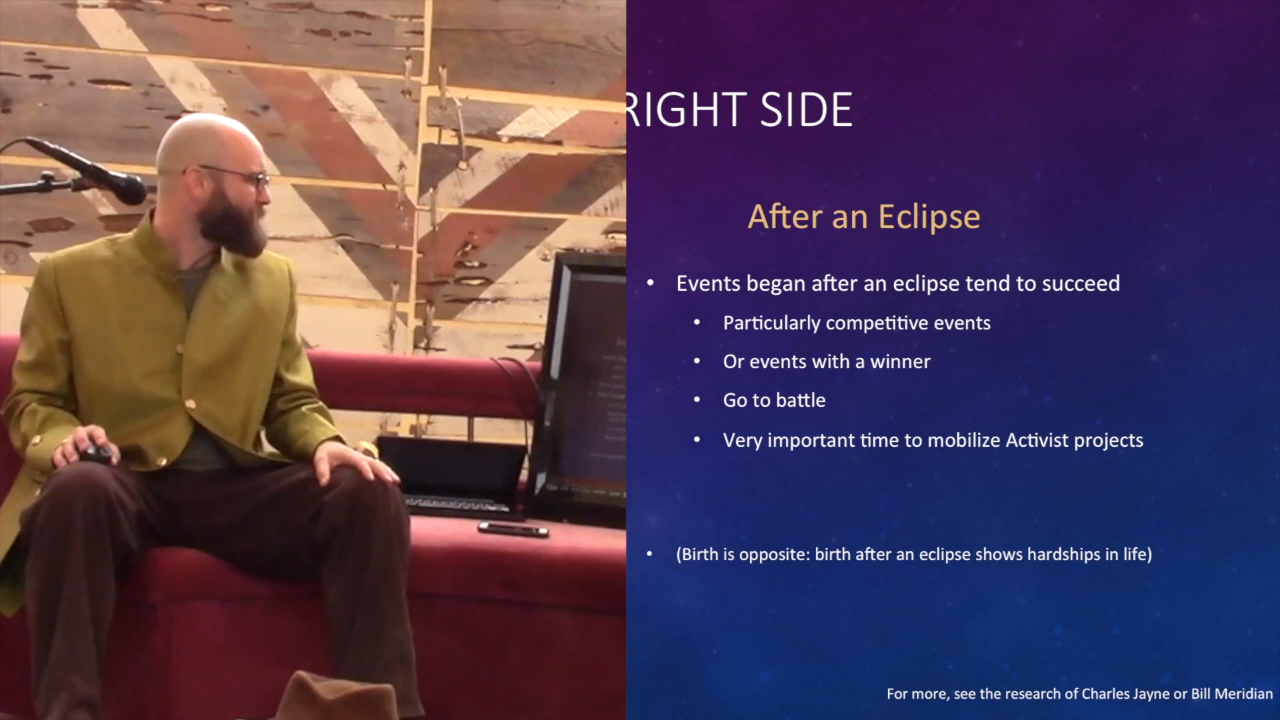 RIGHT SIDE
After an Eclipse
• Events began after an eclipse tend to succeed
• Particularly competitive events
• Or events with a winner
• Go to battle
• Very important time to mobilize Activist projects
• (Birth is opposite: birth after an eclipse shows hardships in life)
For more, see the research of Charles Jayne or Bill Meridian